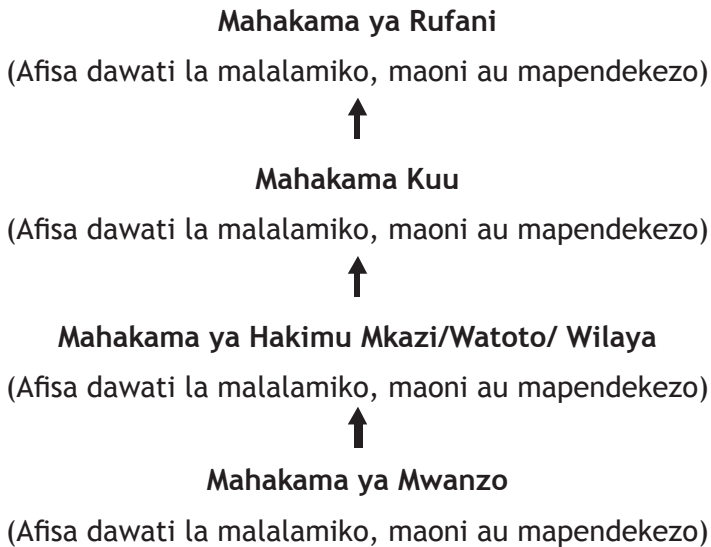 Mahakama ya Rufani
(Afisa dawati la malalamiko, maoni au mapendekezo)
Mahakama Kuu
(Afisa dawati la malalamiko, maoni au mapendekezo)
Mahakama ya Hakimu Mkazi/Watoto/ Wilaya
(Afisa dawati la malalamiko, maoni au mapendekezo)
Mahakama ya Mwanzo
(Afisa dawati la malalamiko, maoni au mapendekezo)